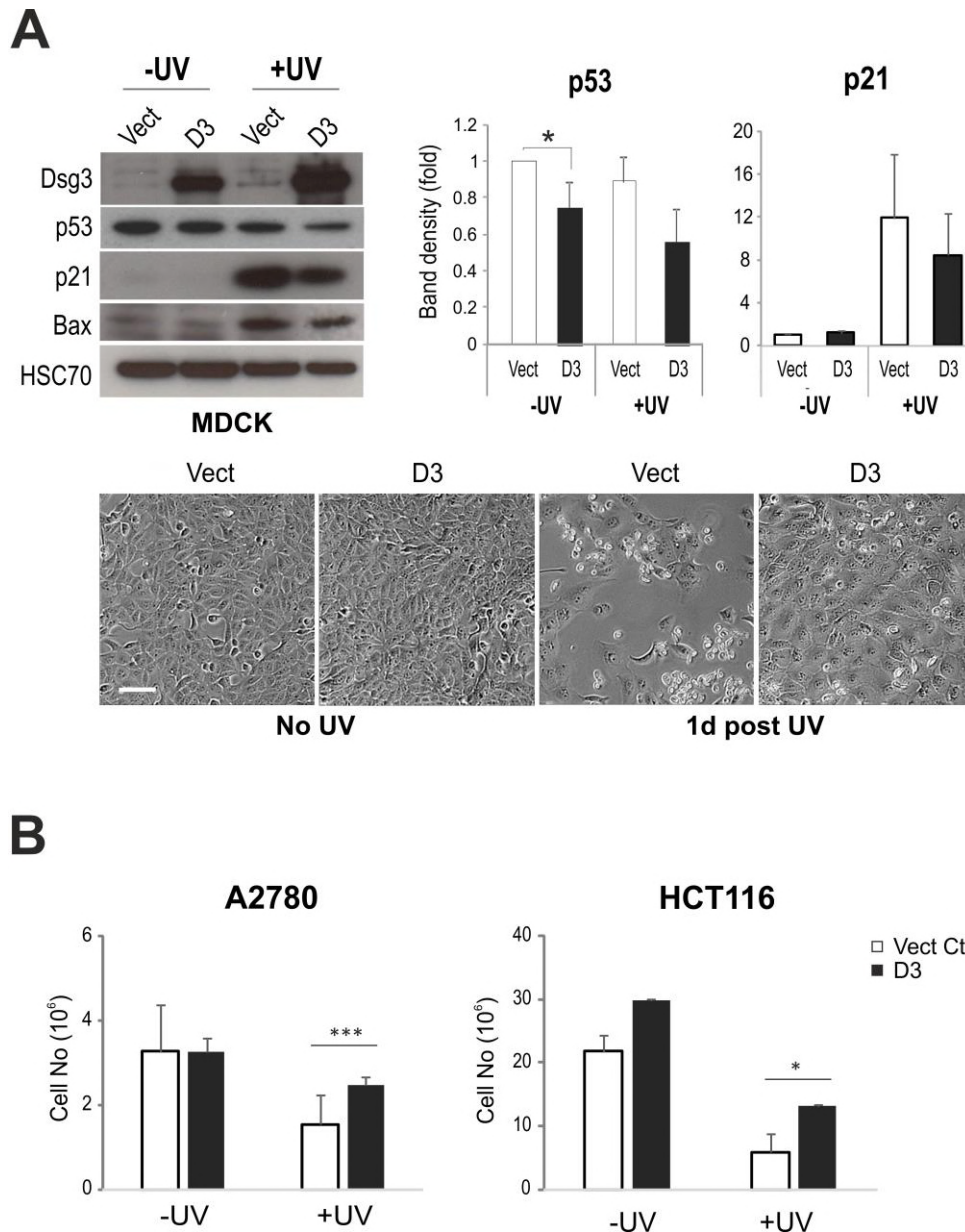 A
-UV +UV
Vect D3 Vect D3
Dsg3
p53
p21
Bax
HSC70
MDCK
p53
Band density (fold)
1.2
1
0.8
0.6
0.4
0.2
0
*
Vect D3 Vect D3
-UV +UV
p21
20
16
12
8
4
0
Vect D3 Vect D3
-UV +UV
Vect D3 Vect D3
No UV 1d post UV
B
A2780
Cell No (10⁶)
6
4
2
0
***
-UV +UV
HCT116
Cell No (10⁶)
40
30
20
10
0
*
-UV +UV
Vect Ct
D3